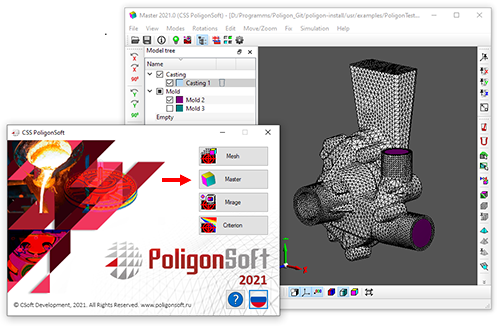 Master 2021.0 (CSS PoligonSoft) - [D:/Programms/Poligon_Git/poligon-install/usr/examples/PoligonTest...
File View Modes Rotations Edit Move/Zoom Fix Simulation Help
Model tree
Name
Casting
Casting 1
Mold
Mold 2
Mold 3
Empty
X
X
90°
Y
Y
90°
CSS PoligonSoft
Mesh
Master
Mirage
Criterion
PoligonSoft
2021
© CSoft Development, 2021. All Rights Reserved. www.poligonsoft.ru
?